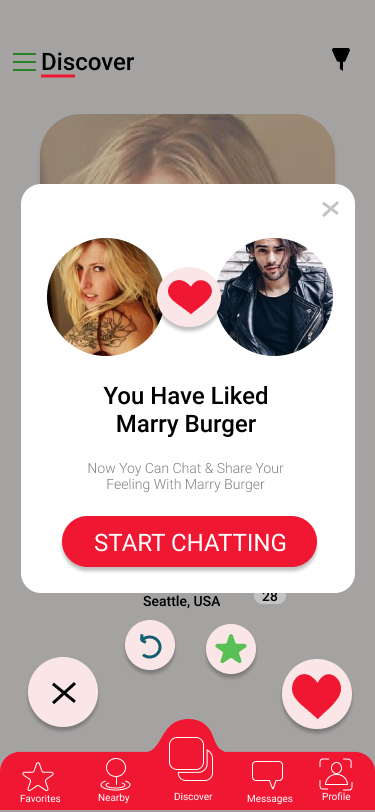 Discover
You Have Liked
Marry Burger
Now Yoy Can Chat & Share Your
Feeling With Marry Burger
START CHATTING
Seattle, USA
28
Favorites
Nearby
Discover
Messages
Profile